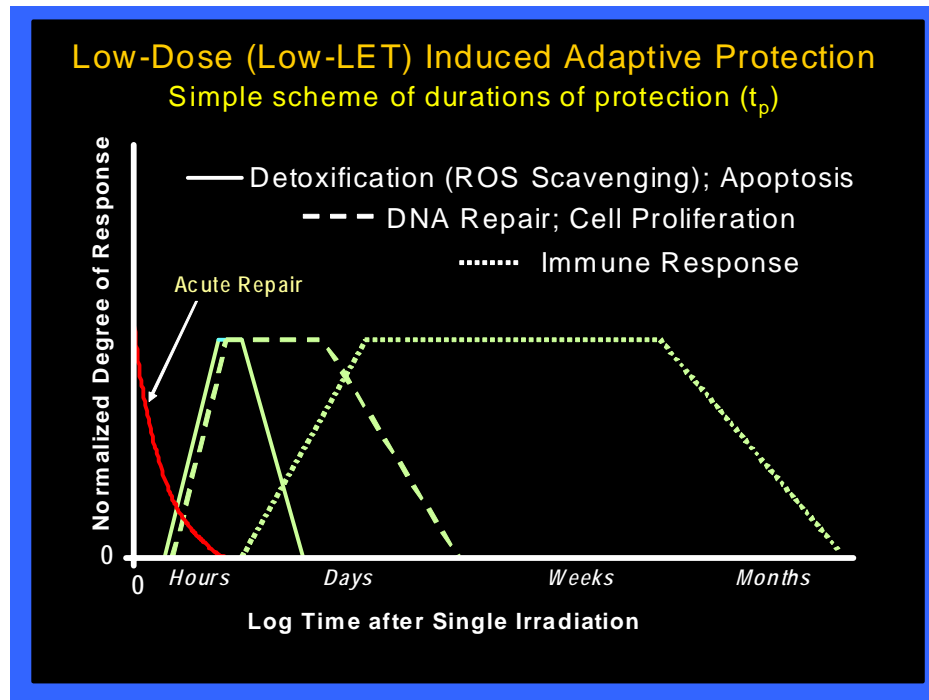 Low-Dose (Low-LET) Induced Adaptive Protection
Simple scheme of durations of protection (tp)
Normalized Degree of Response
Detoxification (ROS Scavenging); Apoptosis
DNA Repair; Cell Proliferation
Immune Response
Acute Repair
0
0 Hours Days Weeks Months
Log Time after Single Irradiation